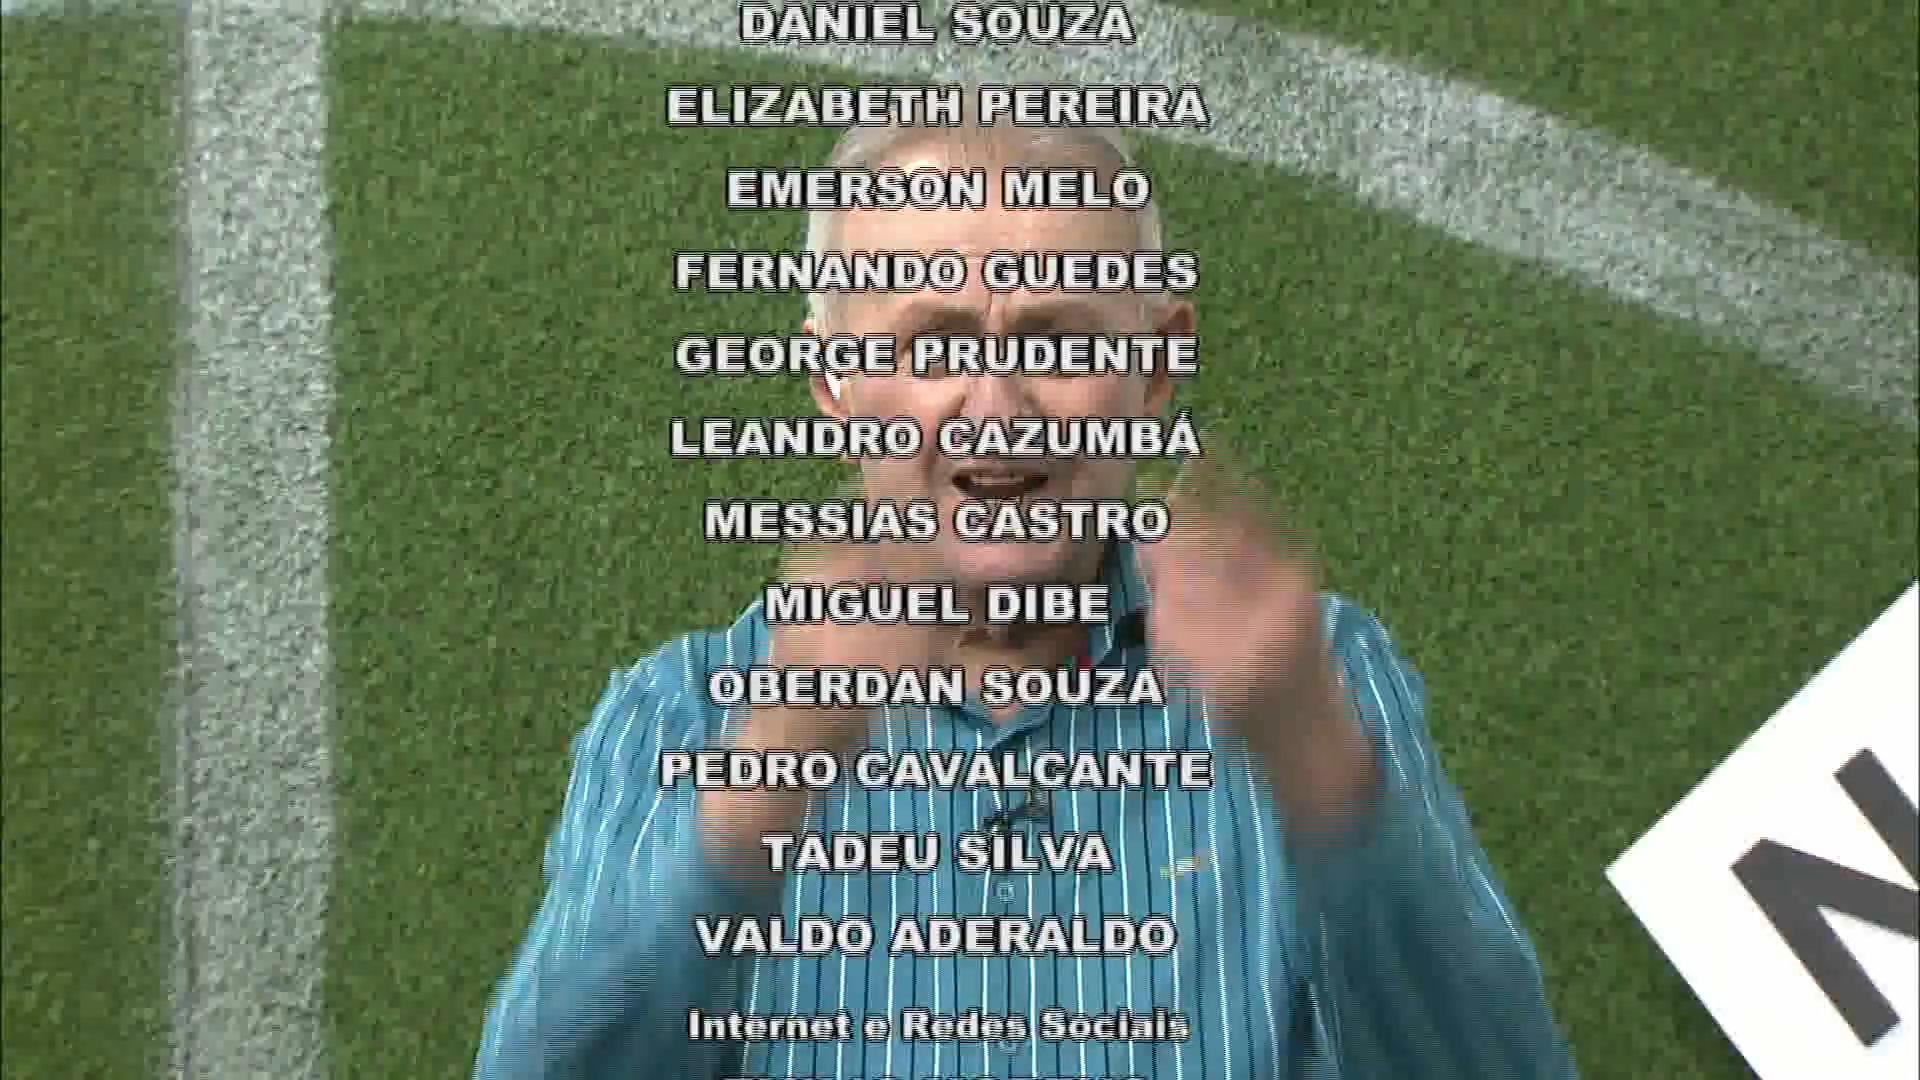 DANIEL SOUZA
ELIZABETH PEREIRA
EMERSON MELO
FERNANDO GUEDES
GEORGE PRUDENTE
LEANDRO CAZUMBÁ
MESSIAS CASTRO
MIGUEL DIBE
OBERDAN SOUZA
PEDRO CAVALCANTE
TADEU SILVA
VALDO ADERALDO
Internet e Redes Sociais
N